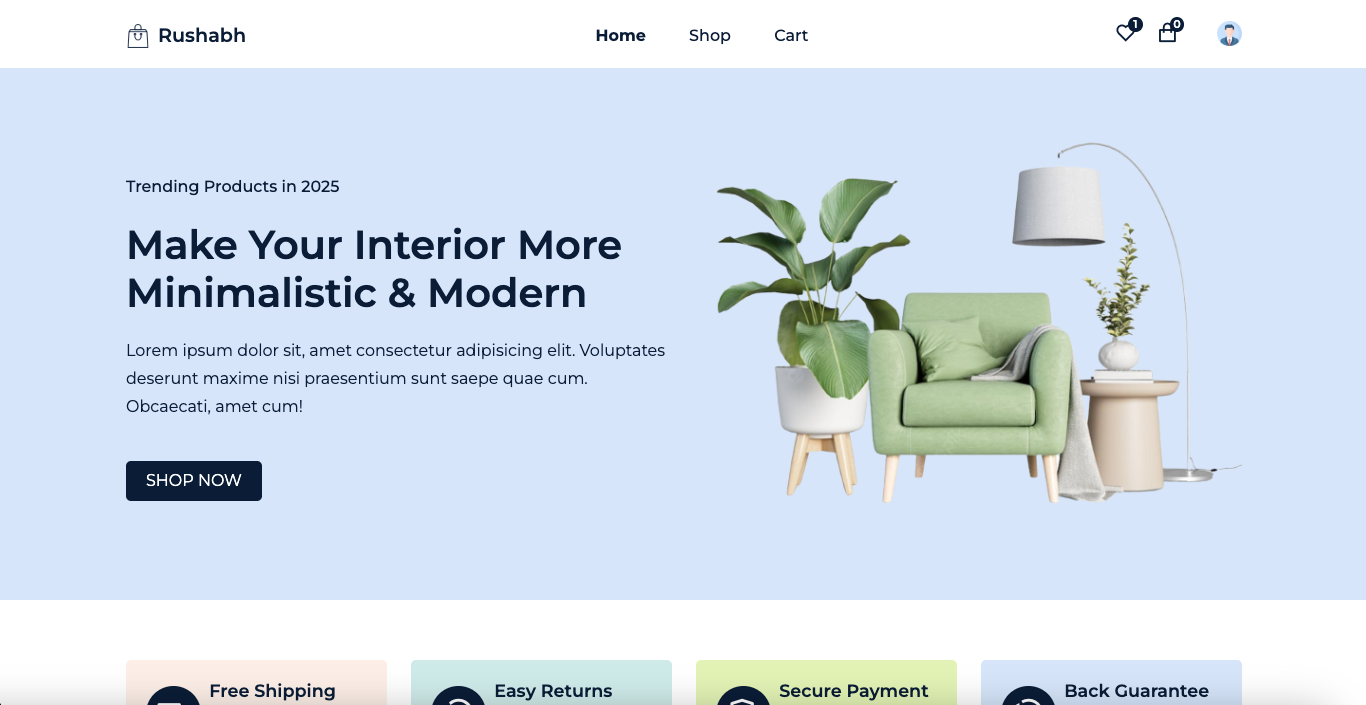 Rushabh
Home Shop Cart
1 0
Trending Products in 2025
Make Your Interior More
Minimalistic & Modern
Lorem ipsum dolor sit, amet consectetur adipisicing elit. Voluptates
deserunt maxime nisi praesentium sunt saepe quae cum.
Obcaecati, amet cum!
SHOP NOW
Free Shipping
Easy Returns
Secure Payment
Back Guarantee